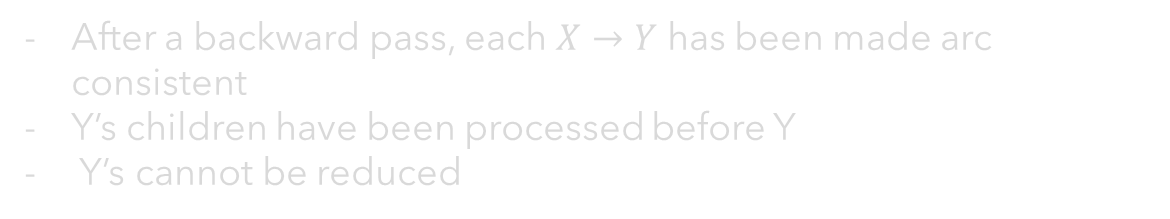 - After a backward pass, each X → Y has been made arc
consistent
- Y’s children have been processed before Y
- Y’s cannot be reduced